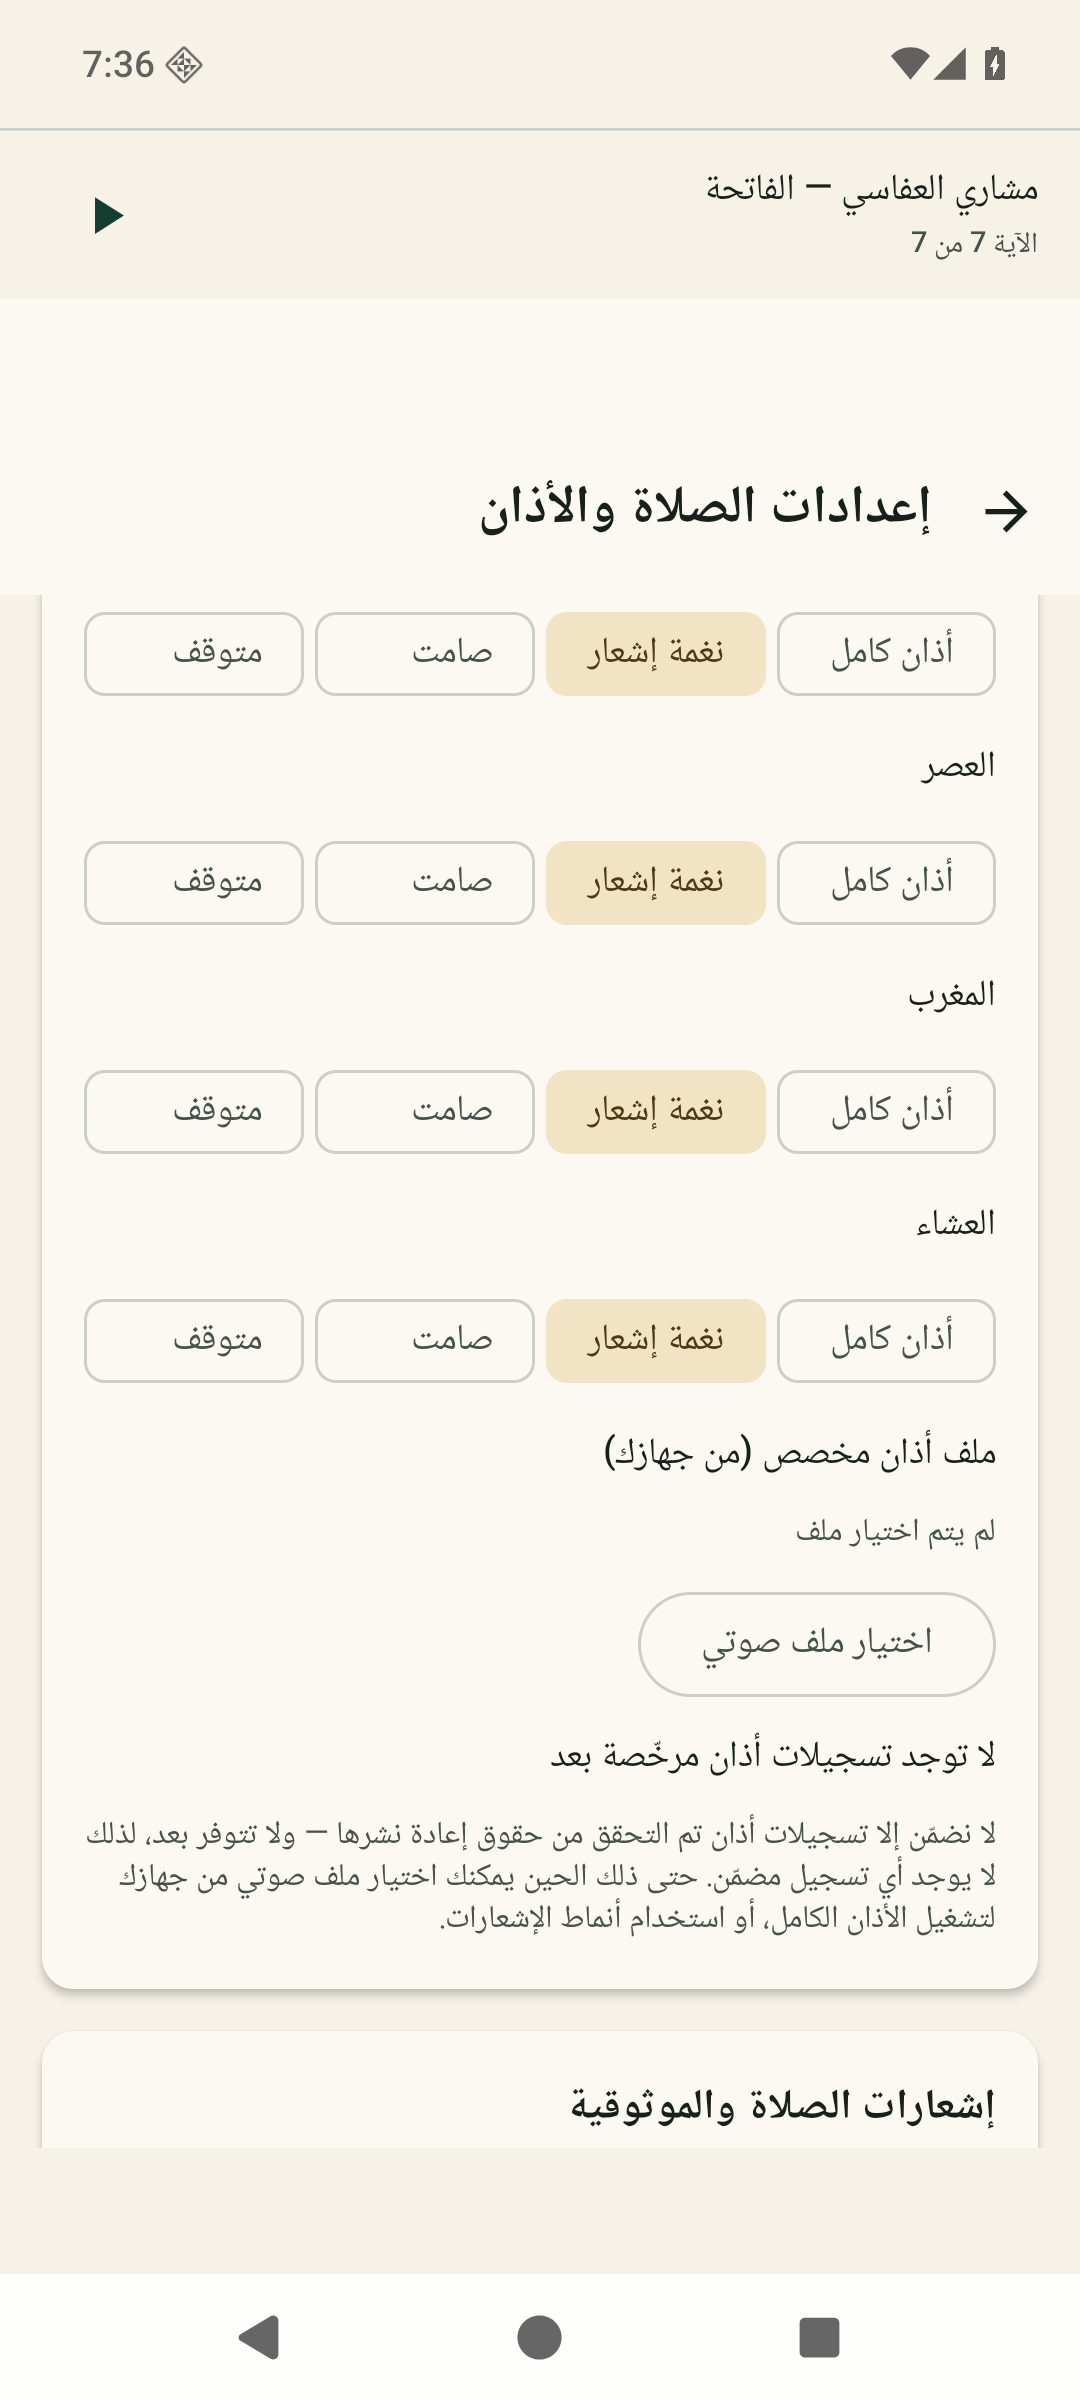 7:36
مشاري العفاسي — الفاتحة
الآية 7 من 7
إعدادات الصلاة والأذان
أذان كامل نغمة إشعار صامت متوقف
العصر
أذان كامل نغمة إشعار صامت متوقف
المغرب
أذان كامل نغمة إشعار صامت متوقف
العشاء
أذان كامل نغمة إشعار صامت متوقف
ملف أذان مخصص (من جهازك)
لم يتم اختيار ملف
اختيار ملف صوتي
لا توجد تسجيلات أذان مرخّصة بعد
لا نضمّن إلا تسجيلات أذان تم التحقق من حقوق إعادة نشرها — ولا تتوفر بعد، لذلك
لا يوجد أي تسجيل مضمّن. حتى ذلك الحين يمكنك اختيار ملف صوتي من جهازك
لتشغيل الأذان الكامل، أو استخدام أنماط الإشعارات.
إشعارات الصلاة والموثوقية